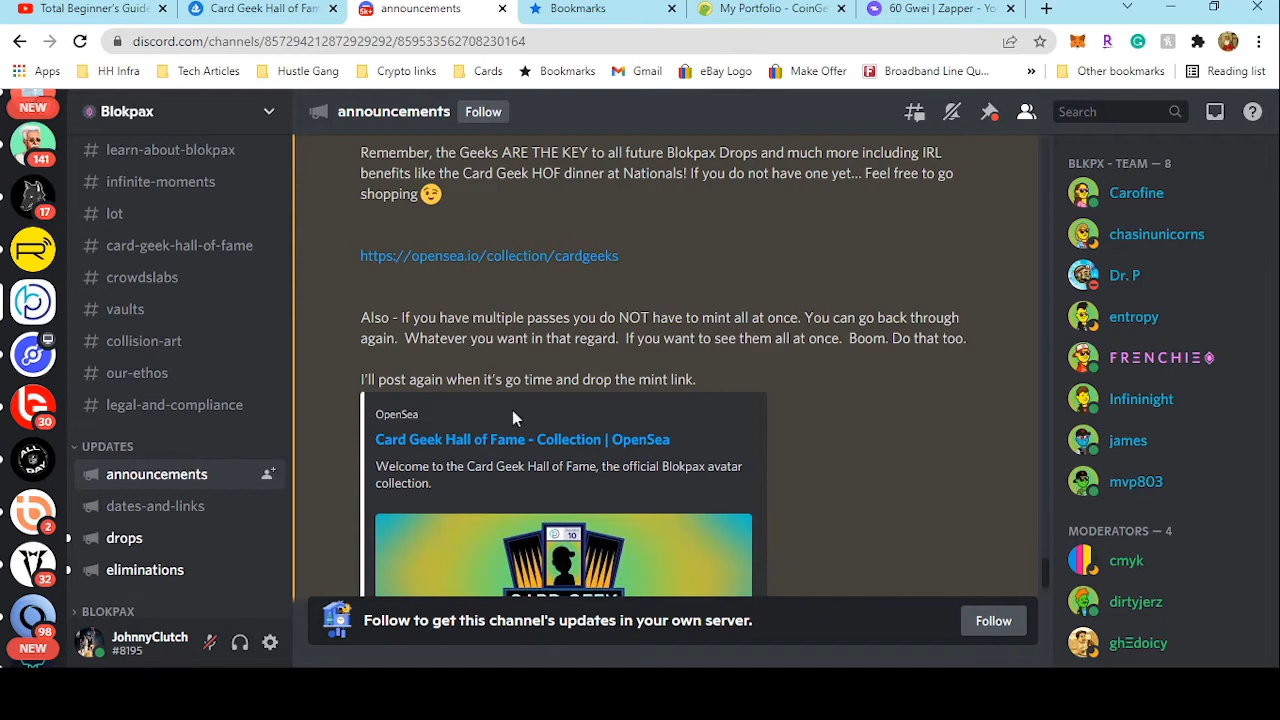 Total Beginner's Guide
Card Geek Hall of Fam
announcements
Bookmarks
My Portfolio - CoinGe
60 Gwei | Zapper - Yo
discord.com/channels/857294212872929292/859533562708230164
Apps
HH Infra
Tech Articles
Hustle Gang
Crypto links
Cards
Bookmarks
Gmail
eBay Logo
Make Offer
Broadband Line Qu...
Other bookmarks
Reading list
NEW
141
17
30
ALL DAY
2
32
98
NEW
Blokpax
# learn-about-blokpax
# infinite-moments
# lot
# card-geek-hall-of-fame
# crowdslabs
# vaults
# collision-art
# our-ethos
# legal-and-compliance
UPDATES
announcements
dates-and-links
drops
eliminations
BLOKPAX
JohnnyClutch
#8195
announcements
Follow
Search
Remember, the Geeks ARE THE KEY to all future Blokpax Drops and much more including IRL
benefits like the Card Geek HOF dinner at Nationals! If you do not have one yet... Feel free to go
shopping 😉
https://opensea.io/collection/cardgeeks
Also - If you have multiple passes you do NOT have to mint all at once. You can go back through
again. Whatever you want in that regard. If you want to see them all at once. Boom. Do that too.
I'll post again when it's go time and drop the mint link.
OpenSea
Card Geek Hall of Fame - Collection | OpenSea
Welcome to the Card Geek Hall of Fame, the official Blokpax avatar
collection.
10
CARD GEEK
Follow to get this channel's updates in your own server.
Follow
BLKPX - TEAM — 8
Carofine
chasinunicorns
Dr. P
entropy
FRΞNCHIΞ
Infininight
james
mvp803
MODERATORS — 4
cmyk
dirtyjerz
ghΞdoicy